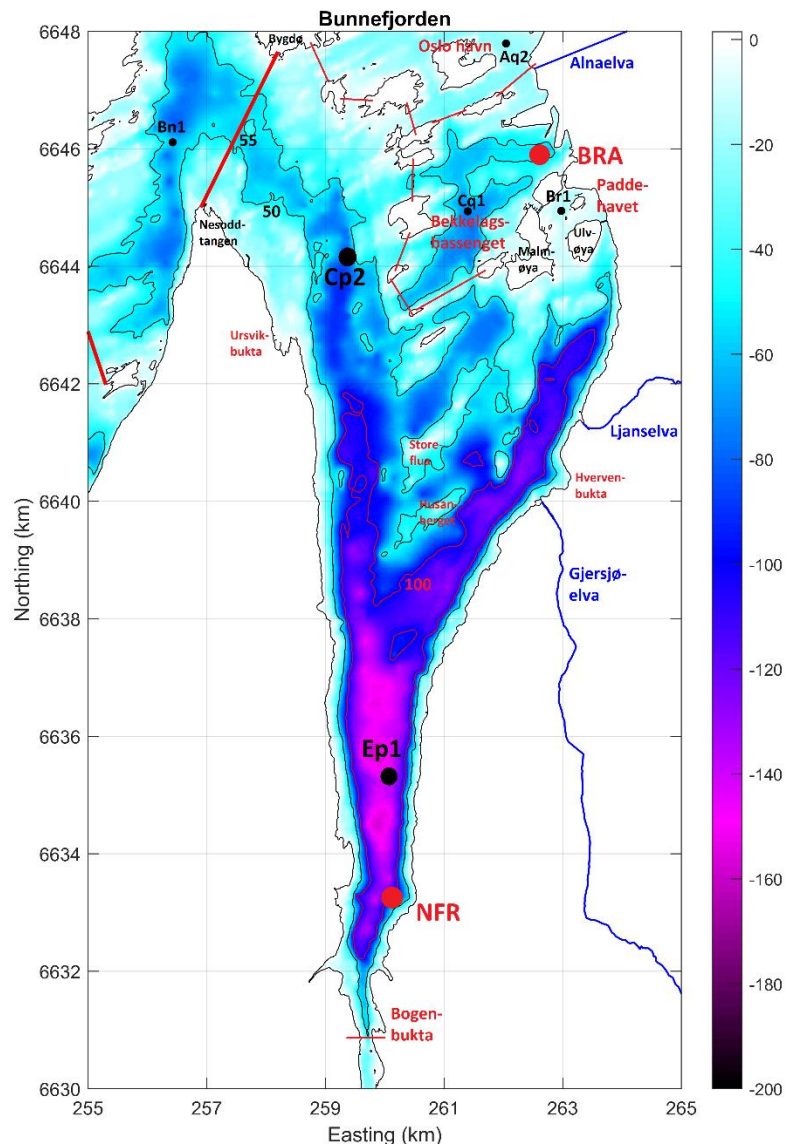 Bunnefjorden
6648
6646
6644
6642
6640
6638
6636
6634
6632
6630
Northing (km)
255
257
259
261
263
265
Easting (km)
0
-20
-40
-60
-80
-100
-120
-140
-160
-180
-200
Bygdø
Oslo havn
Aq2
Alnaelva
Bn1
55
BRA
50
Nesodd-
tangen
Cq1
Br1
Padde-
havet
Bekkelags-
bassenget
Malm-
øya
Ulv-
øya
Cp2
Ursvik-
bukta
Ljanselva
Store-
flua
Hverven-
bukta
Husan-
berget
100
Gjersjø-
elva
Ep1
NFR
Bogen-
bukta